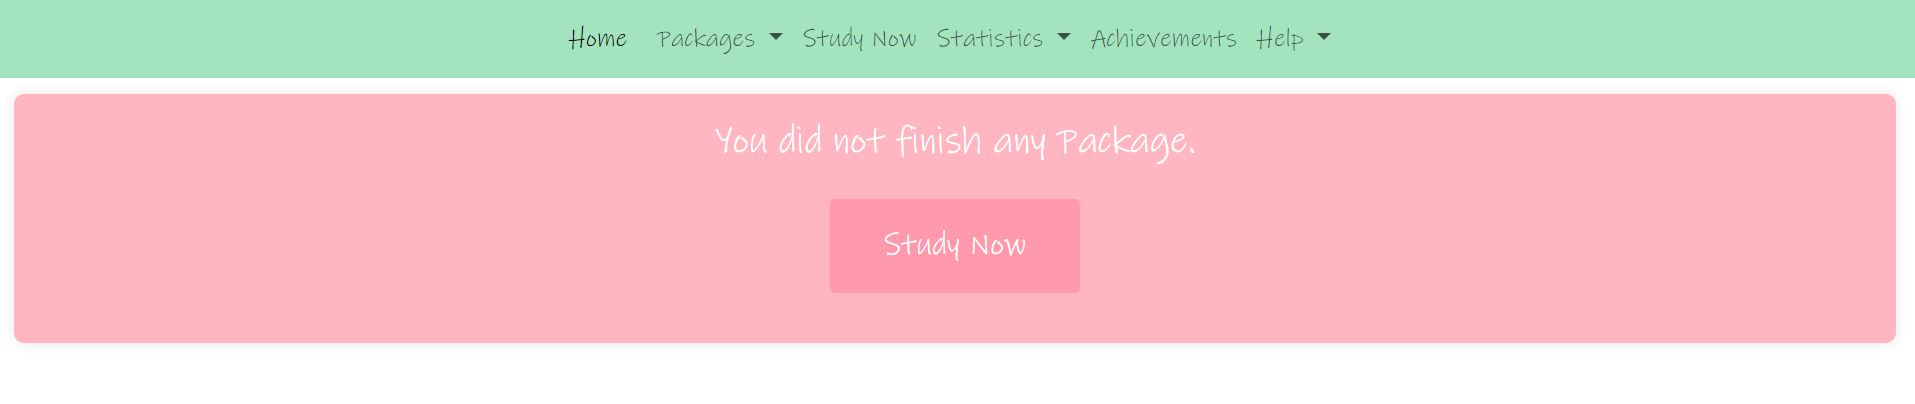 Home Packages Study Now Statistics Achievements Help
You did not finish any Package.
Study Now